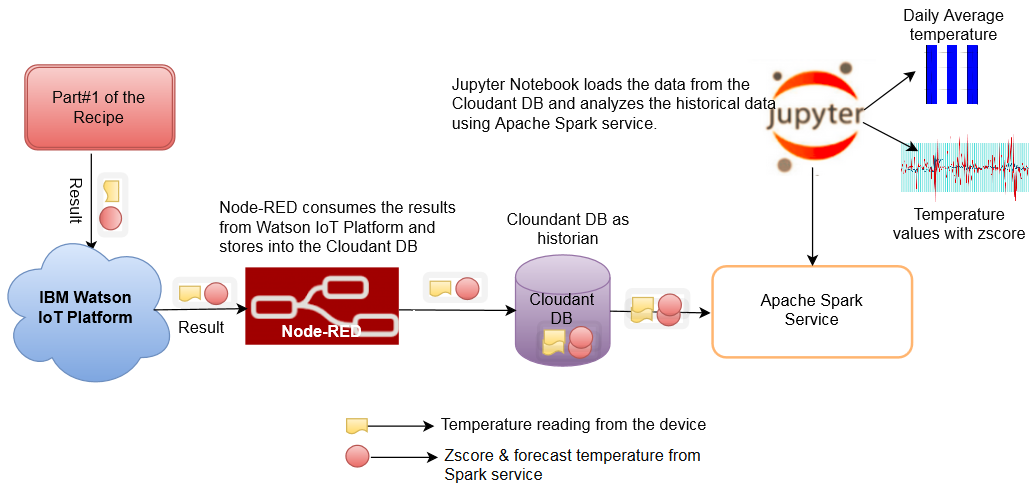 Daily Average
temperature
Part#1 of the
Recipe
Jupyter Notebook loads the data from the
Cloudant DB and analyzes the historical data
using Apache Spark service.
jupyter
Result
Temperature
values with zscore
Node-RED consumes the results
from Watson IoT Platform and
stores into the Cloudant DB
Cloundant DB as
historian
IBM Watson
IoT Platform
Result
Node-RED
Cloudant
DB
Apache Spark
Service
Temperature reading from the device
Zscore & forecast temperature from
Spark service